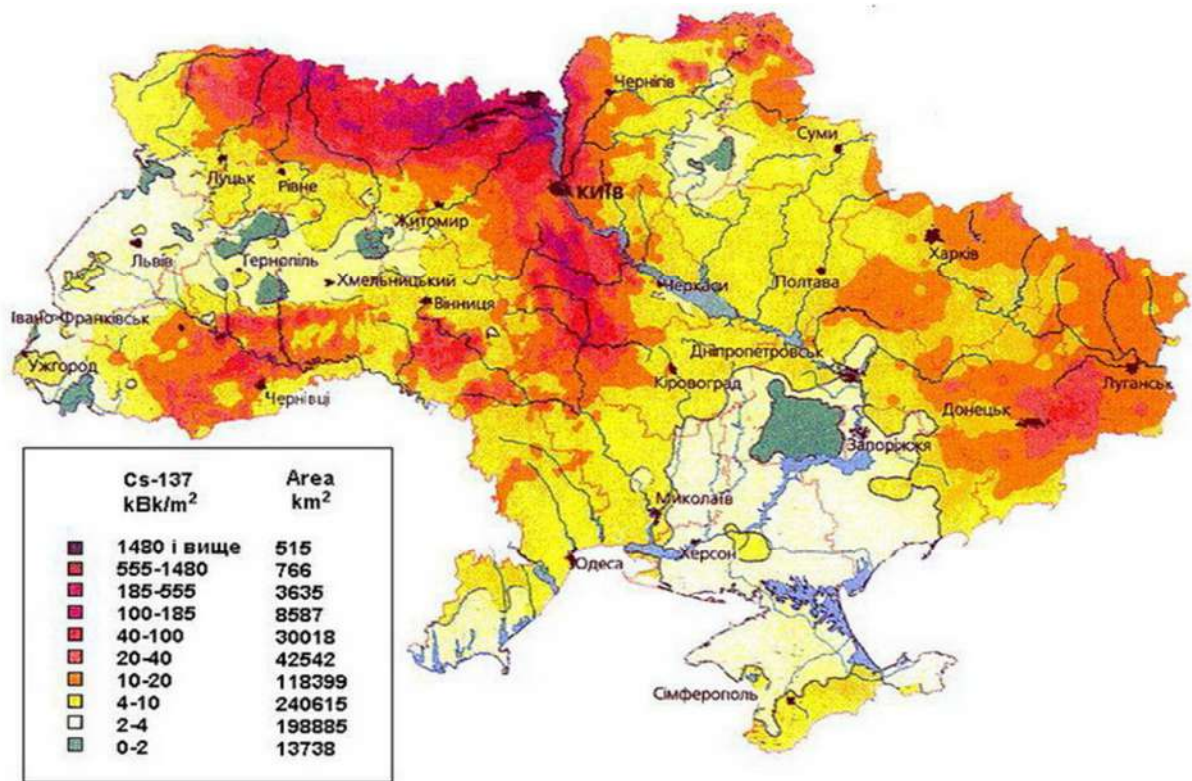 Чернігів
Суми
Луцьк
Рівне
КИЇВ
Житомир
Харків
Львів
Тернопіль
Хмельницький
Черкаси
Полтава
Вінниця
Івано-Франківськ
Ужгород
Дніпропетровськ
Кіровоград
Луганськ
Чернівці
Донецьк
Запоріжжя
Миколаїв
Херсон
Одеса
Сімферополь
Cs-137 Area
kBk/m² km²
1480 і вище 515
555-1480 766
185-555 3635
100-185 8587
40-100 30018
20-40 42542
10-20 118399
4-10 240615
2-4 198885
0-2 13738